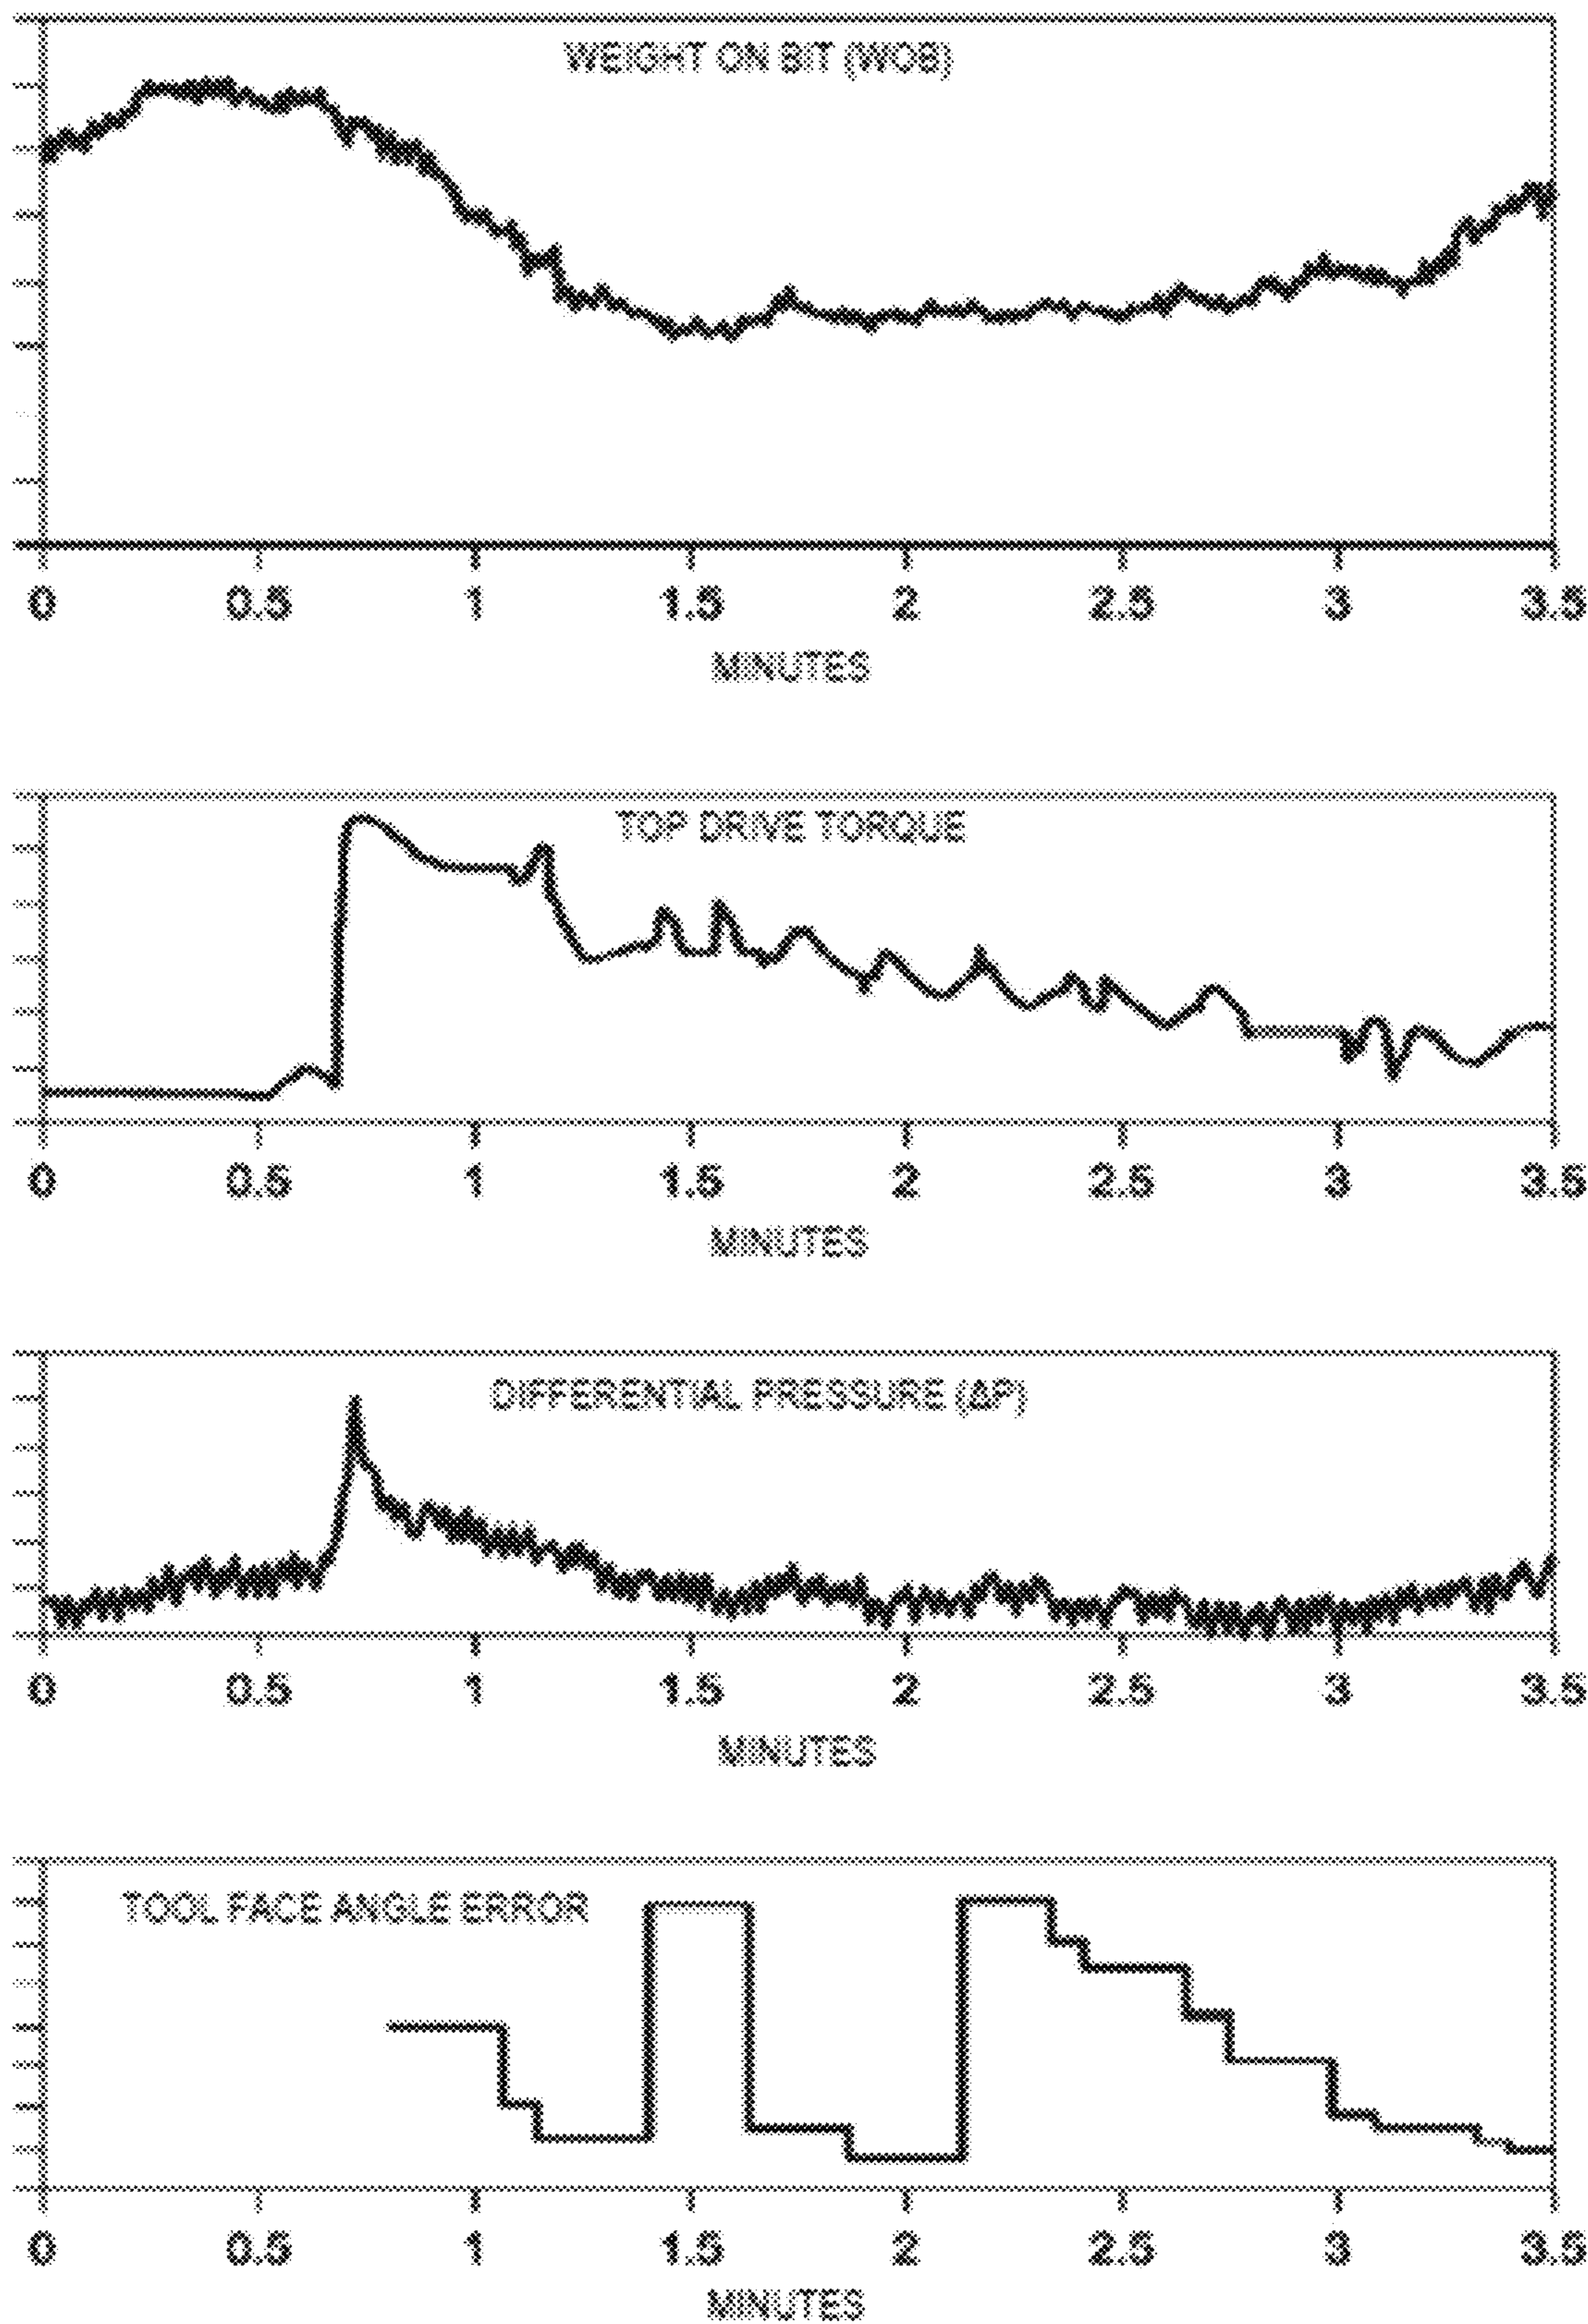 WEIGHT ON BIT (WOB)
0 0.5 1 1.5 2 2.5 3 3.5
MINUTES
TOP DRIVE TORQUE
0 0.5 1 1.5 2 2.5 3 3.5
MINUTES
DIFFERENTIAL PRESSURE (ΔP)
0 0.5 1 1.5 2 2.5 3 3.5
MINUTES
TOOL FACE ANGLE ERROR
0 0.5 1 1.5 2 2.5 3 3.5
MINUTES